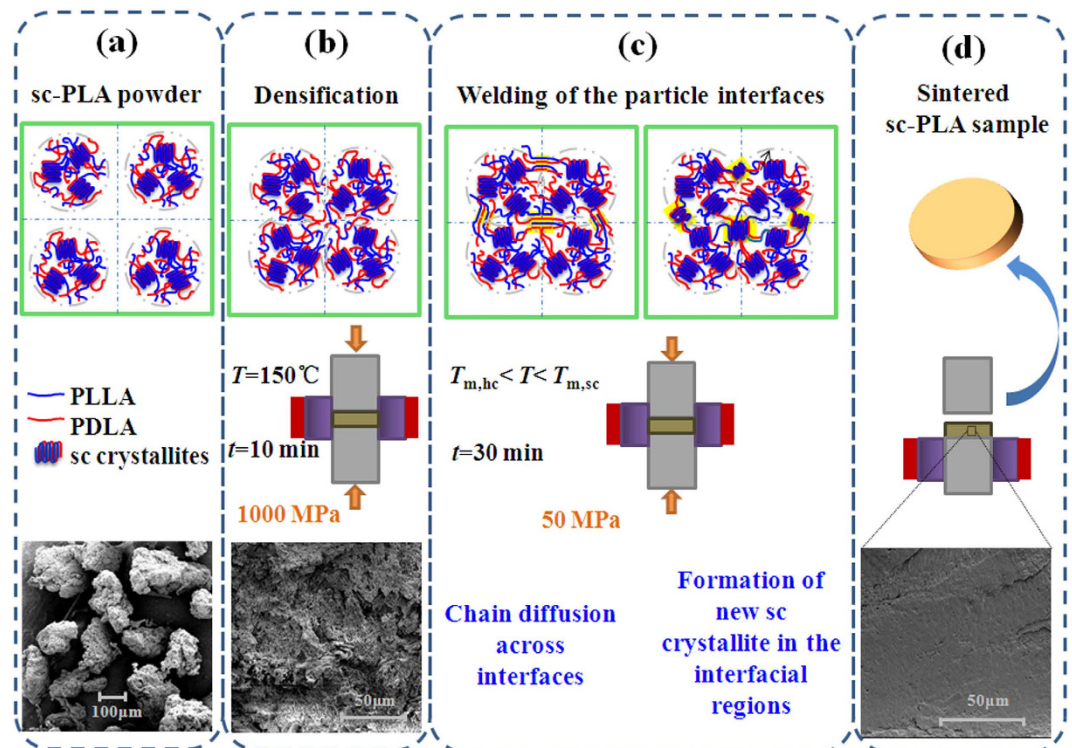 (a)
sc-PLA powder
PLLA
PDLA
sc crystallites
100μm
(b)
Densification
T=150℃
t=10 min
1000 MPa
50μm
(c)
Welding of the particle interfaces
Tm,hc< T< Tm,sc
t=30 min
50 MPa
Chain diffusion
across
interfaces
Formation of
new sc
crystallite in the
interfacial
regions
(d)
Sintered
sc-PLA sample
50μm